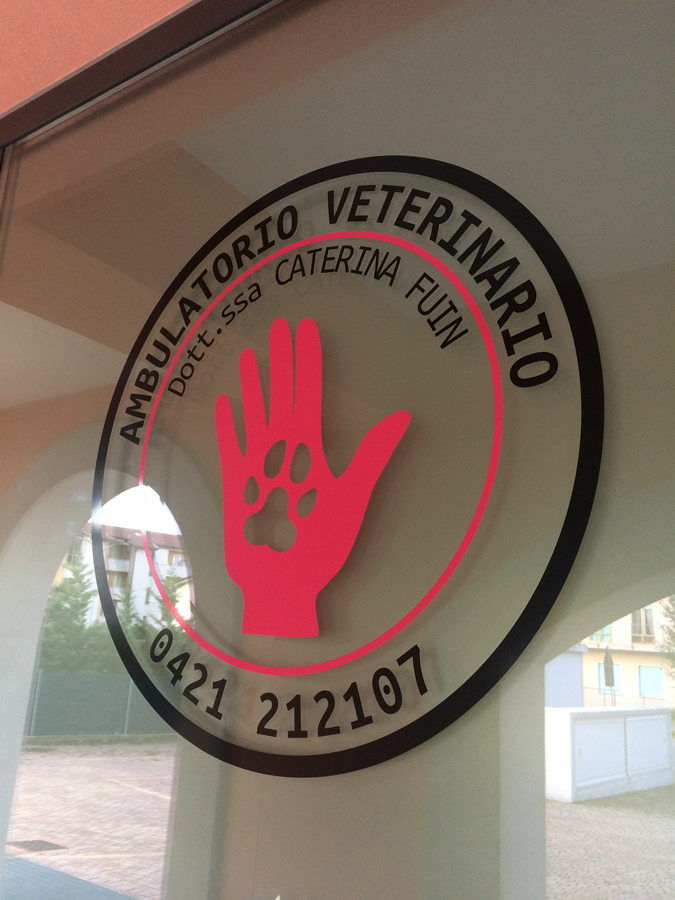 AMBULATORIO VETERINARIO
Dott.ssa CATERINA FUIN
0421 212107